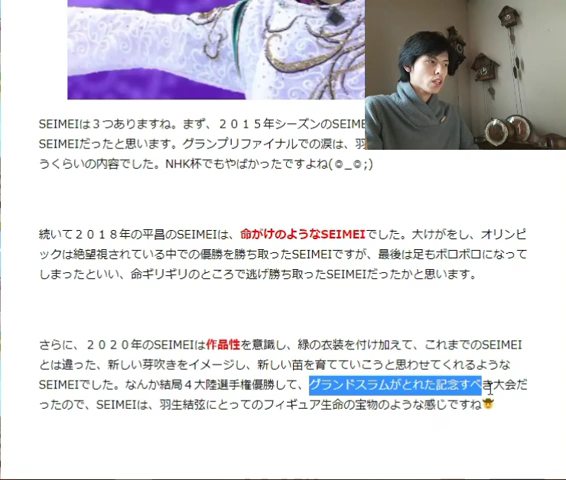 SEIMEIは３つありますね。まず、２０１５年シーズンのSEIME
SEIMEIだったと思います。グランプリファイナルでの涙は、羽
うくらいの内容でした。NHK杯でもやばかったですよね(☺_☺;)
続いて２０１８年の平昌のSEIMEIは、命がけのようなSEIMEIでした。大けがをし、オリンピ
ックは絶望視されている中での優勝を勝ち取ったSEIMEIですが、最後は足もボロボロになって
しまったといい、命ギリギリのところで逃げ勝ち取ったSEIMEIだったかと思います。
さらに、２０２０年のSEIMEIは作品性を意識し、緑の衣装を付け加えて、これまでのSEIMEI
とは違った、新しい芽吹きをイメージし、新しい苗を育てていこうと思わせてくれるような
SEIMEIでした。なんか結局４大陸選手権優勝して、グランドスラムがとれた記念すべき大会だ
ったので、SEIMEIは、羽生結弦にとってのフィギュア生命の宝物のような感じですね🤠